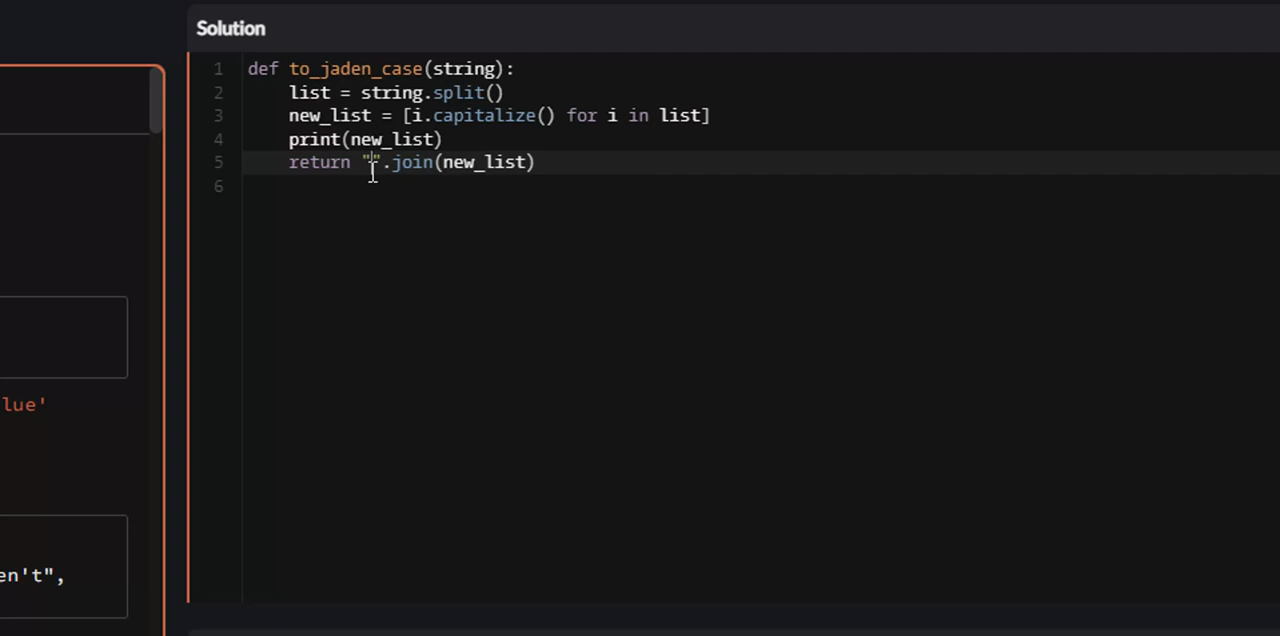 Solution
1 def to_jaden_case(string):
2     list = string.split()
3     new_list = [i.capitalize() for i in list]
4     print(new_list)
5     return "".join(new_list)
6
lue'
en't",